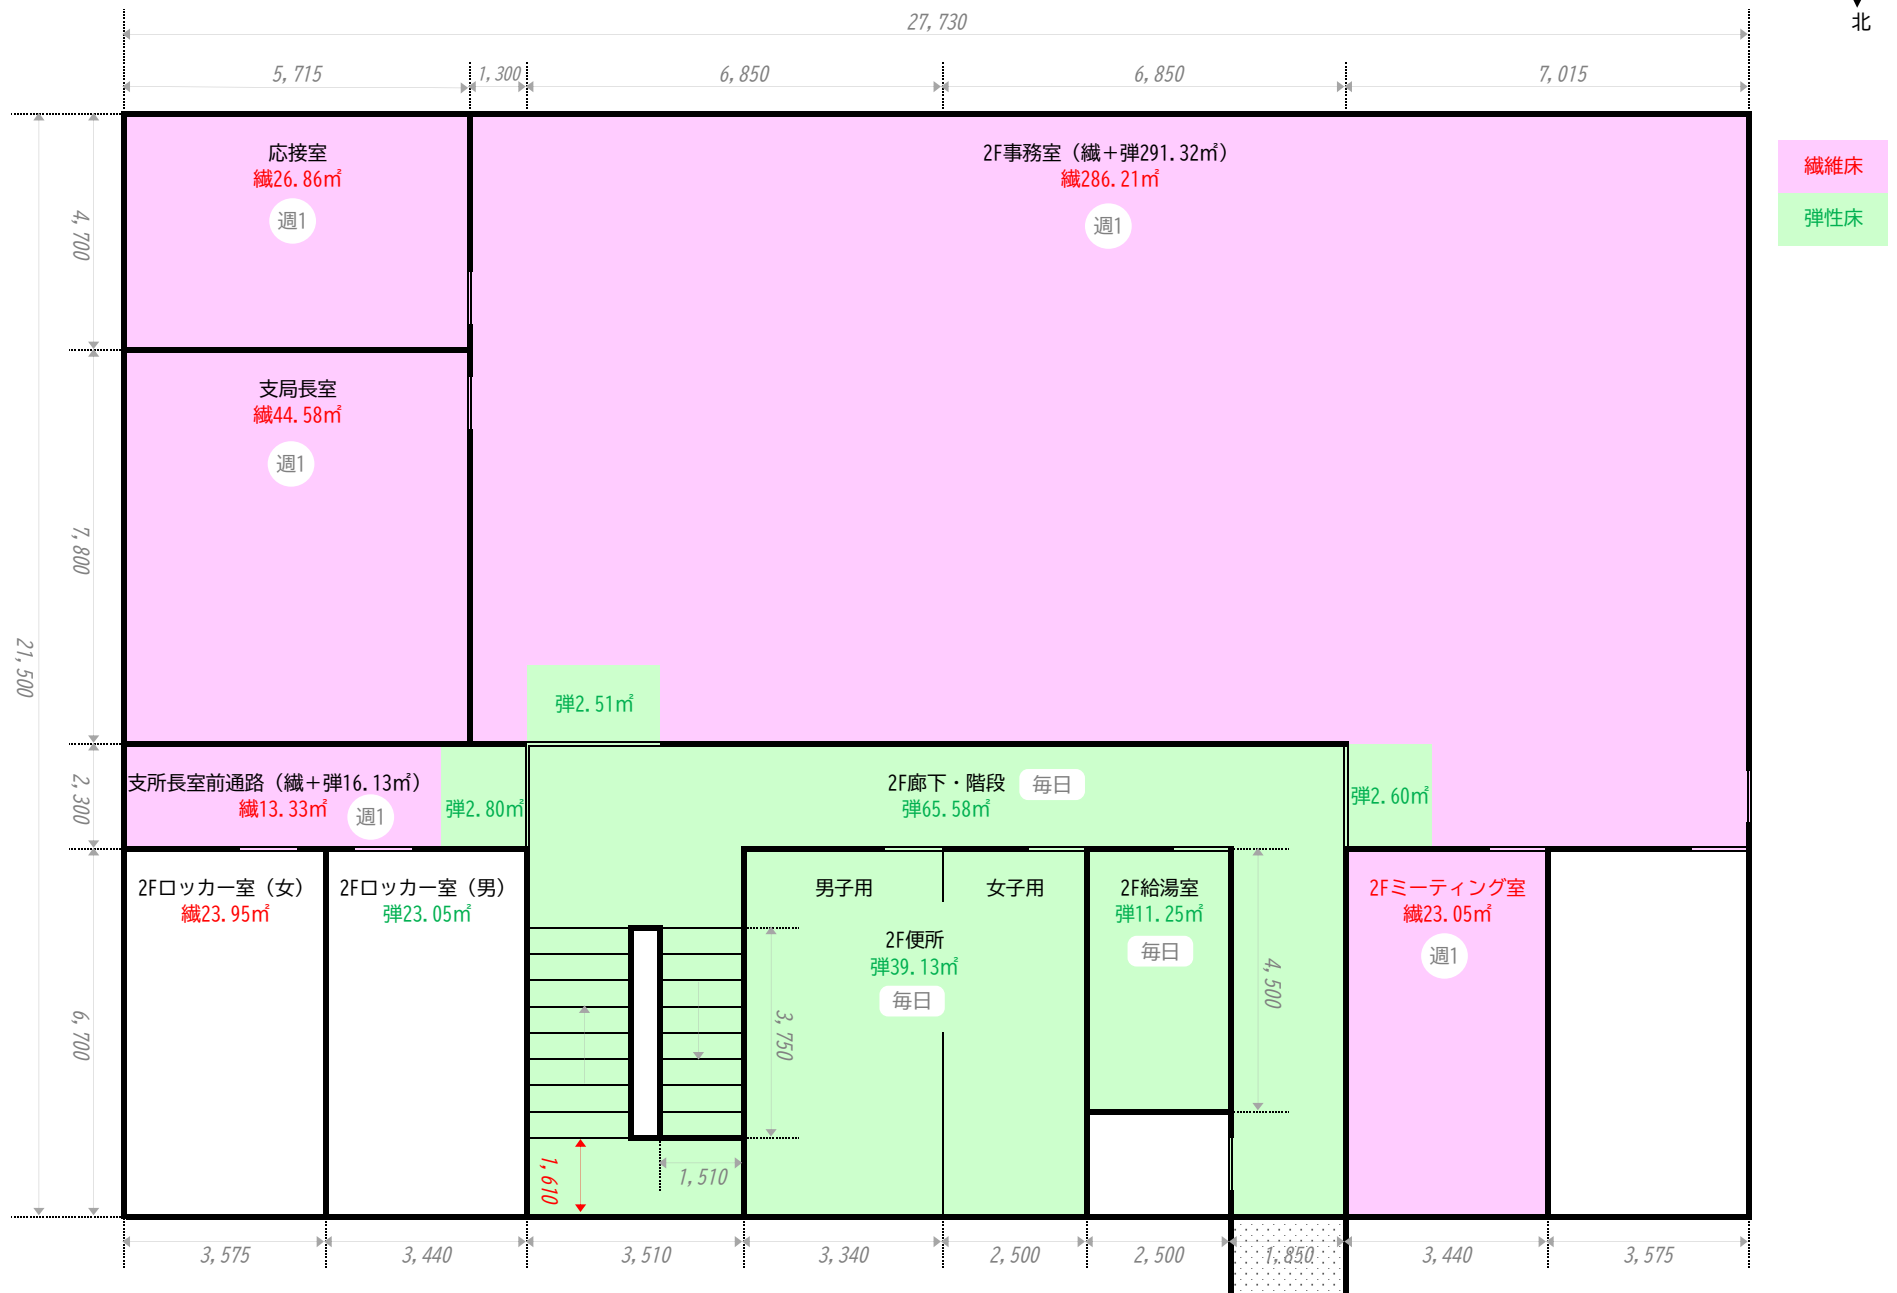 北
27,730
5,715
1,300
6,850
6,850
7,015
応接室
繊26.86㎡
週1
2F事務室（繊＋弾291.32㎡）
繊286.21㎡
週1
繊維床
弾性床
4,700
支局長室
繊44.58㎡
週1
7,800
21,500
弾2.51㎡
支所長室前通路（繊＋弾16.13㎡）
繊13.33㎡
週1
弾2.80㎡
2F廊下・階段
毎日
弾65.58㎡
弾2.60㎡
2,300
2Fロッカー室（女）
繊23.95㎡
2Fロッカー室（男）
弾23.05㎡
男子用
女子用
2F便所
弾39.13㎡
毎日
2F給湯室
弾11.25㎡
毎日
2Fミーティング室
繊23.05㎡
週1
4,500
3,750
6,700
1,610
1,510
3,575
3,440
3,510
3,340
2,500
2,500
1,850
3,440
3,575